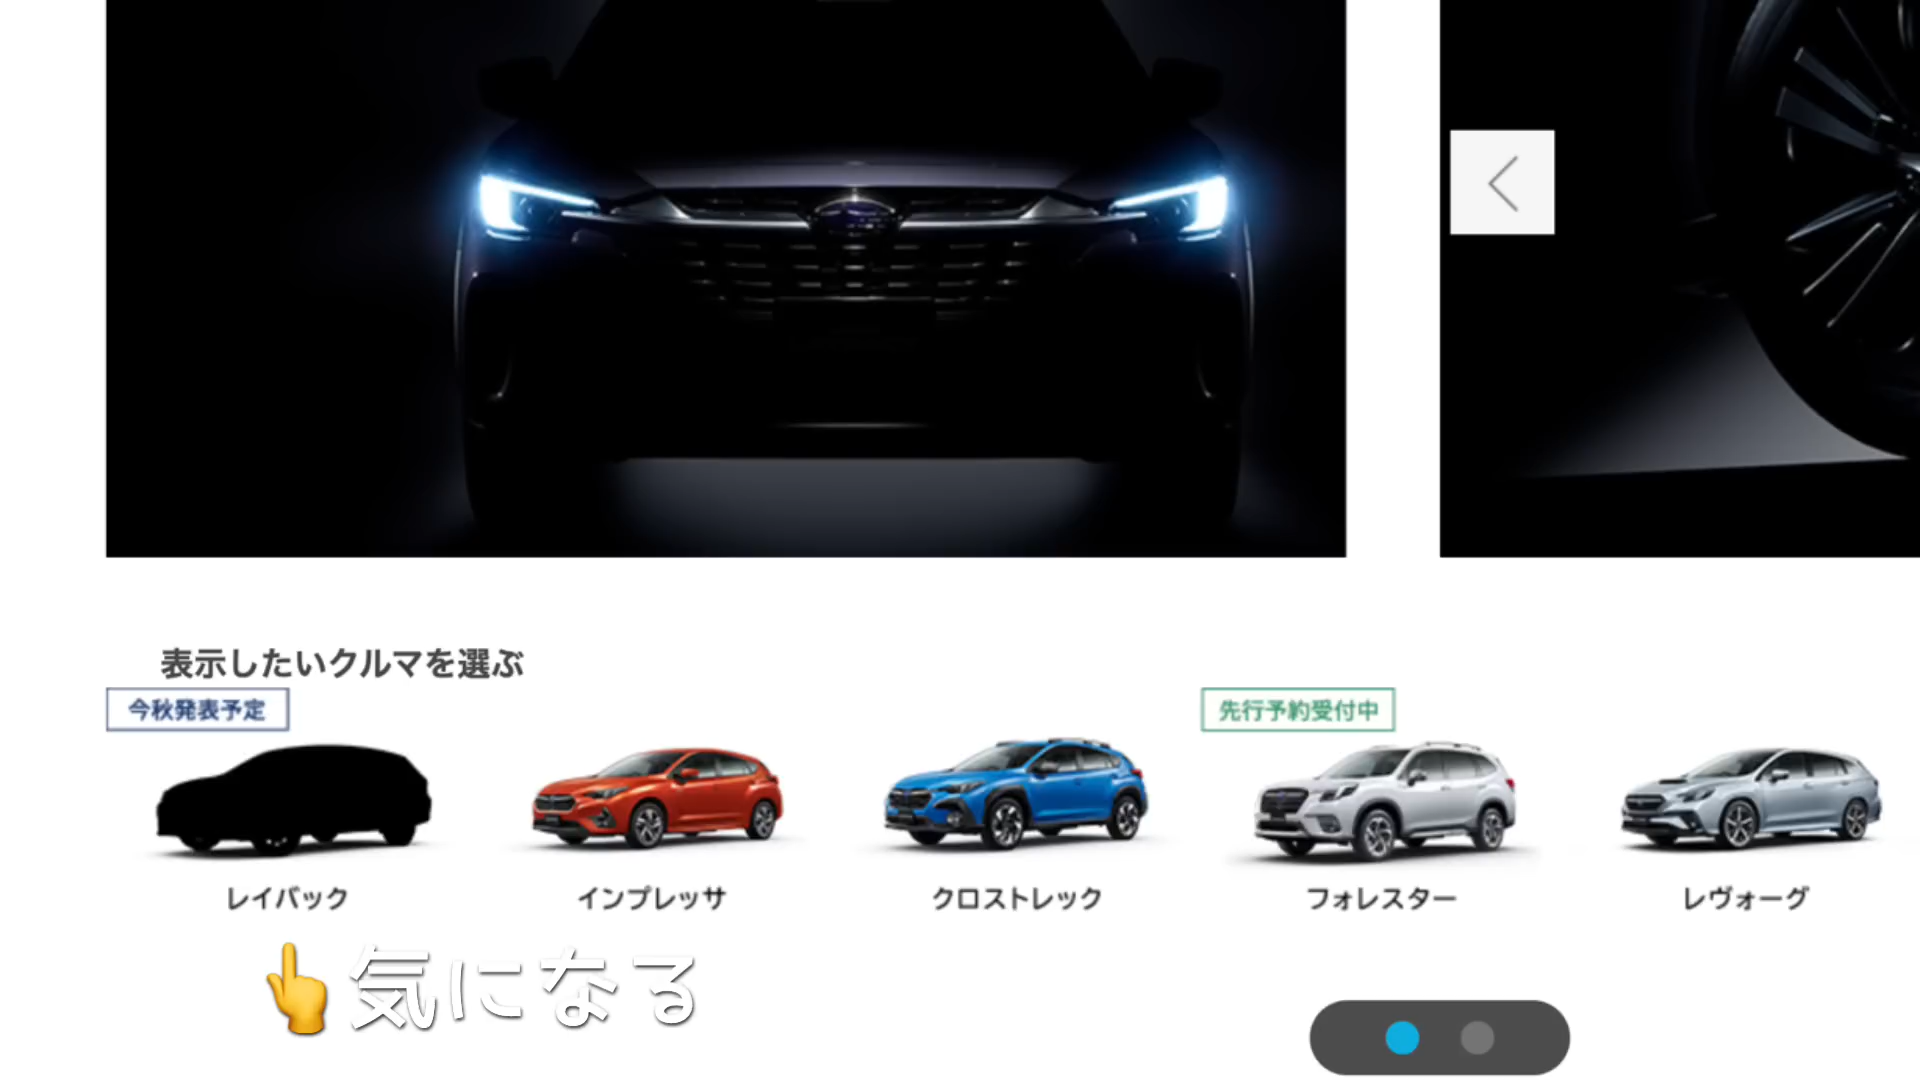 表示したいクルマを選ぶ
今秋発表予定
先行予約受付中
レイバック
インプレッサ
クロストレック
フォレスター
レヴォーグ
👆気になる